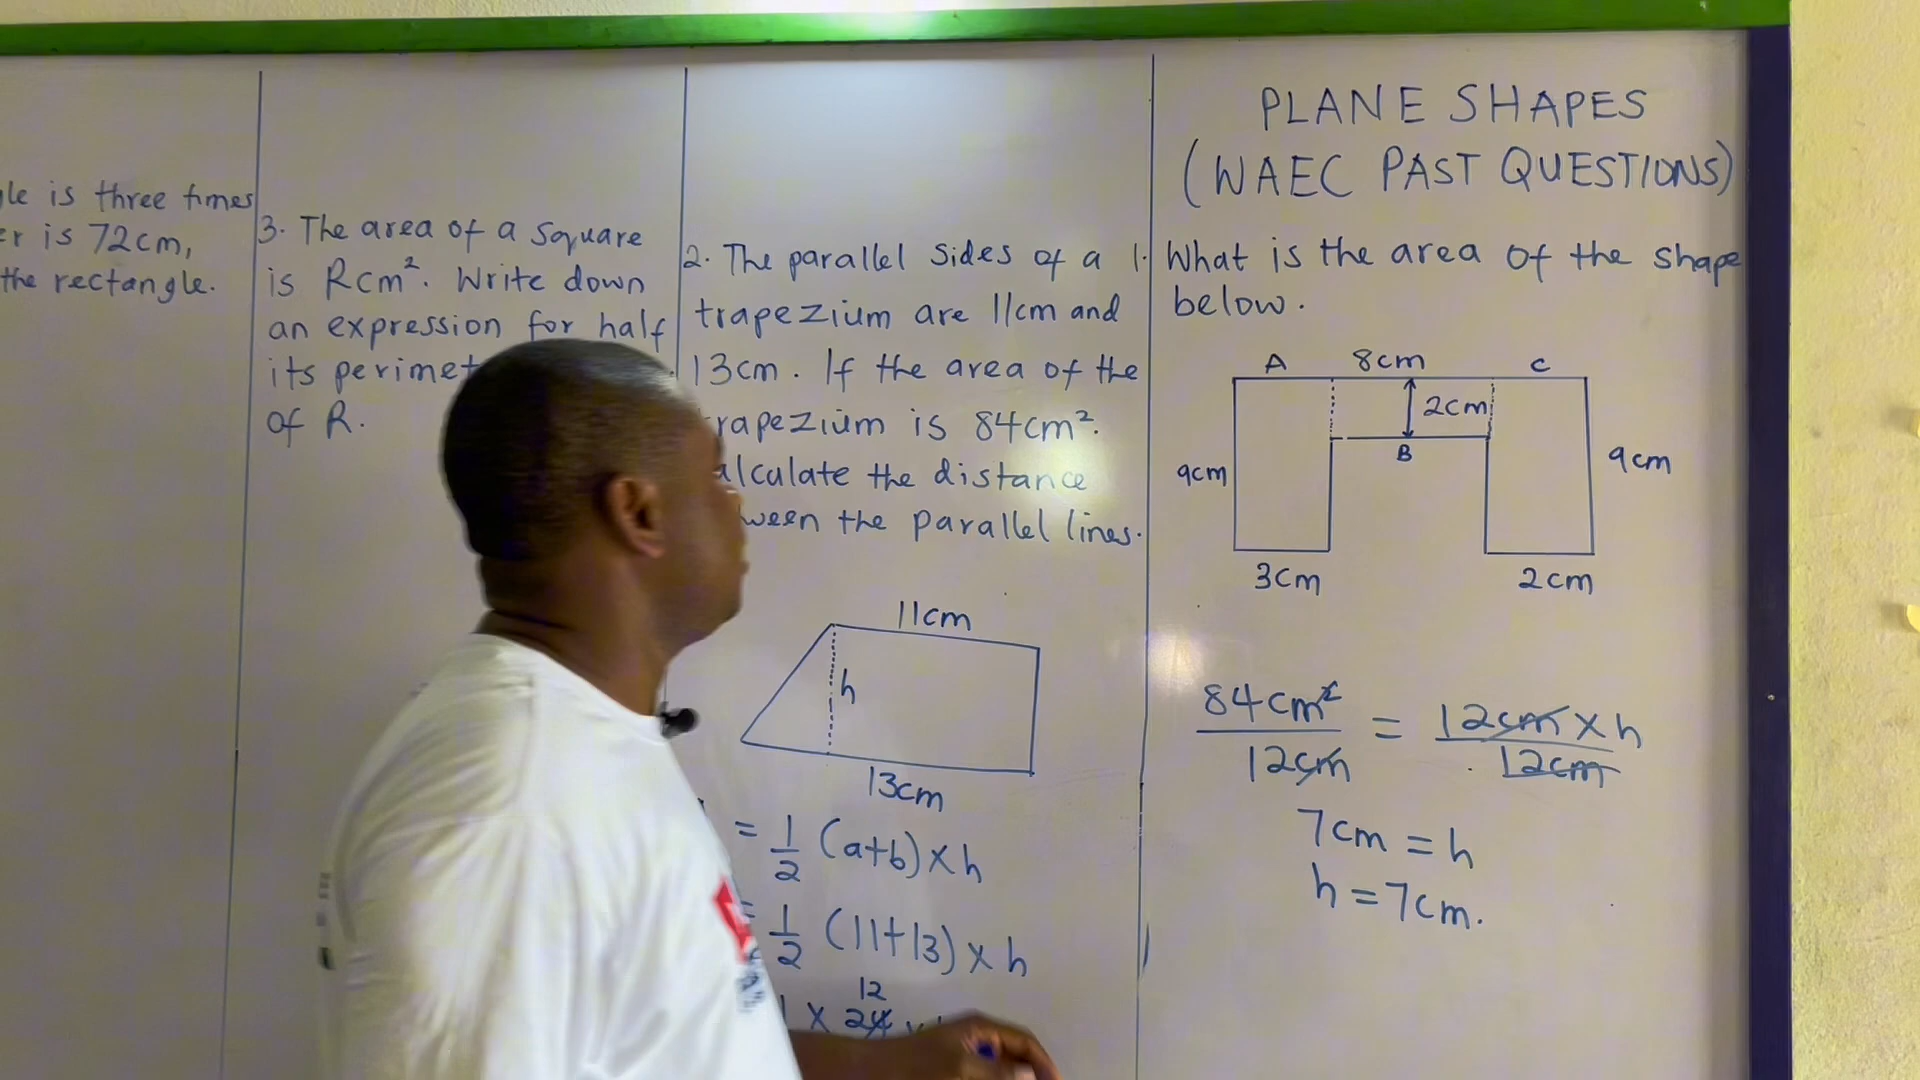 PLANE SHAPES
(WAEC PAST QUESTIONS)
1. What is the area of the shape
below.
A 8cm C
2cm
B
9cm
9cm
3cm
2cm
84cm² / 12cm = 12cm × h / 12cm
7cm = h
h = 7cm.
2. The parallel sides of a
trapezium are 11cm and
13cm. If the area of the
rapezium is 84cm².
alculate the distance
ween the parallel lines.
11cm
h
13cm
= 1/2 (a+b) × h
= 1/2 (11+13) × h
12
1 × 24 ×
3. The area of a square
is Rcm². Write down
an expression for half
its perimet
of R.
le is three times
er is 72cm,
the rectangle.